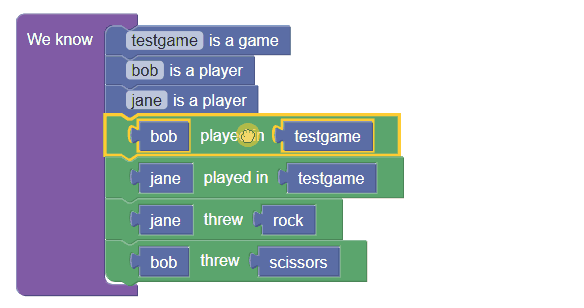 We know
testgame is a game
bob is a player
jane is a player
bob played in testgame
jane played in testgame
jane threw rock
bob threw scissors